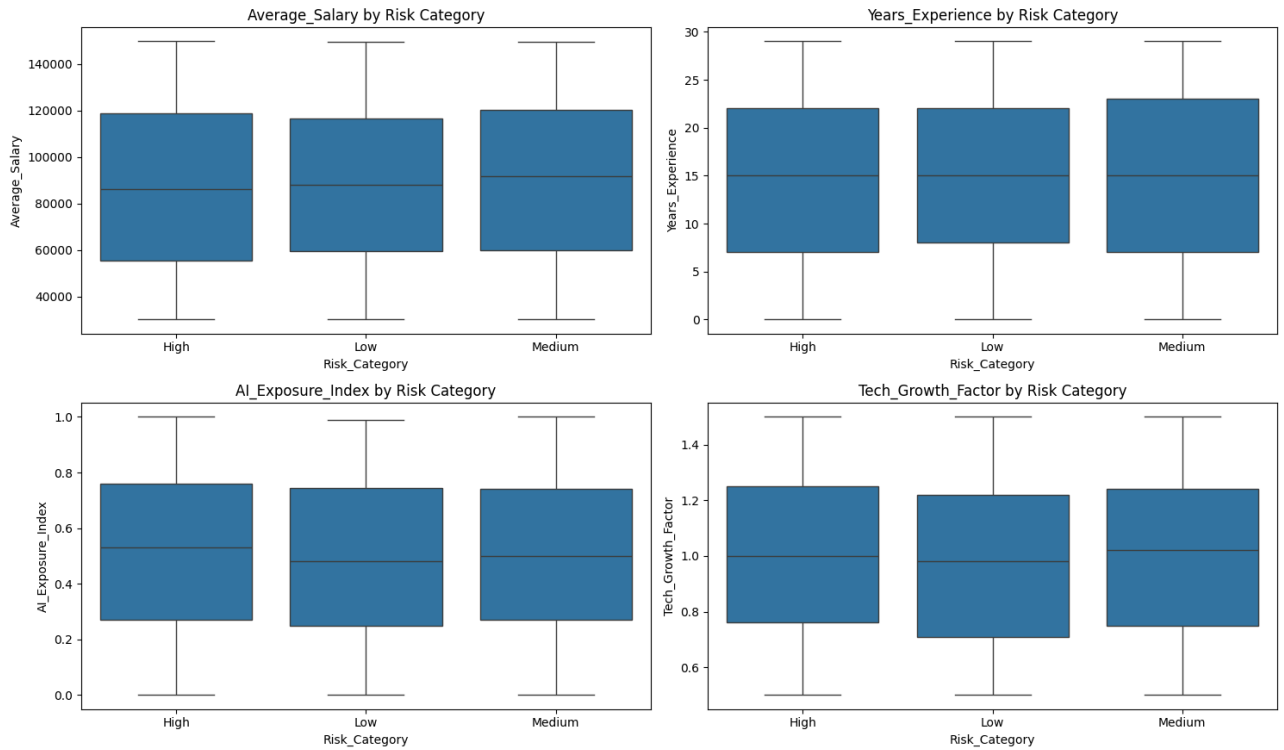 Average_Salary by Risk Category
Average_Salary
140000
120000
100000
80000
60000
40000
High Low Medium
Risk_Category
Years_Experience by Risk Category
Years_Experience
30
25
20
15
10
5
0
High Low Medium
Risk_Category
AI_Exposure_Index by Risk Category
AI_Exposure_Index
1.0
0.8
0.6
0.4
0.2
0.0
High Low Medium
Risk_Category
Tech_Growth_Factor by Risk Category
Tech_Growth_Factor
1.4
1.2
1.0
0.8
0.6
High Low Medium
Risk_Category